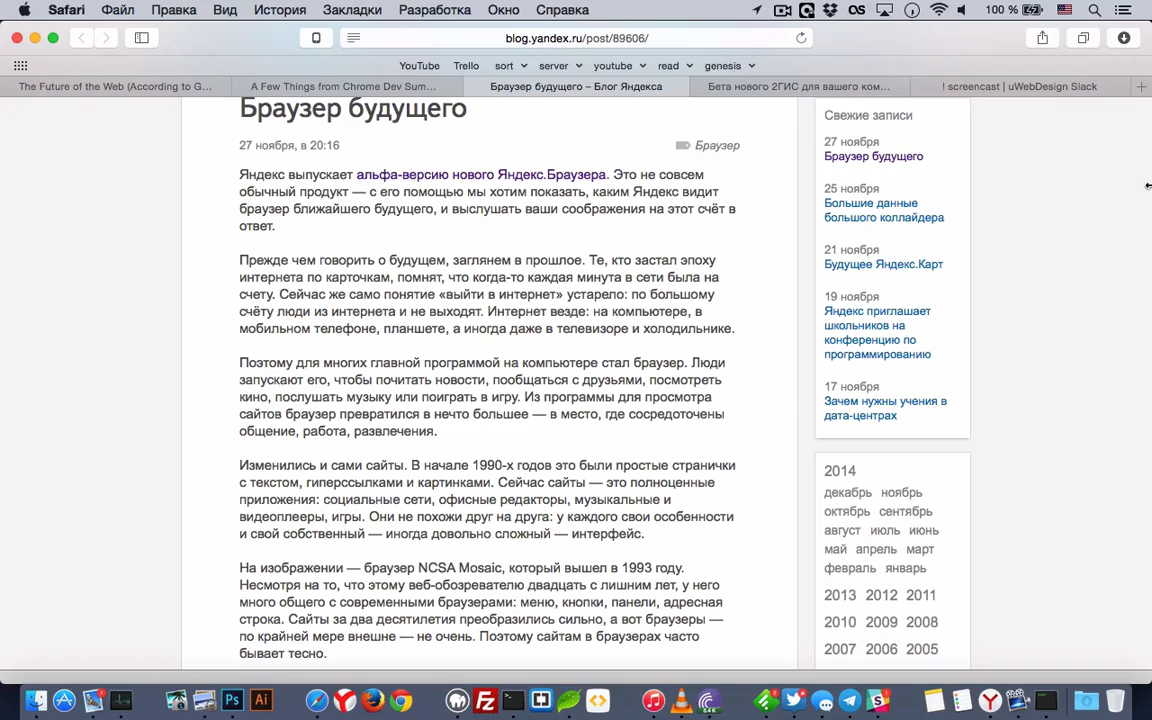 Safari Файл Правка Вид История Закладки Разработка Окно Справка 100 %
blog.yandex.ru/post/89606/
YouTube Trello sort server youtube read genesis
The Future of the Web (According to G... A Few Things from Chrome Dev Sum... Браузер будущего – Блог Яндекса Бета нового 2ГИС для вашего ком... ! screencast | uWebDesign Slack
Браузер будущего
27 ноября, в 20:16 Браузер
Яндекс выпускает альфа-версию нового Яндекс.Браузера. Это не совсем
обычный продукт — с его помощью мы хотим показать, каким Яндекс видит
браузер ближайшего будущего, и выслушать ваши соображения на этот счёт в
ответ.
Прежде чем говорить о будущем, заглянем в прошлое. Те, кто застал эпоху
интернета по карточкам, помнят, что когда-то каждая минута в сети была на
счету. Сейчас же само понятие «выйти в интернет» устарело: по большому
счёту люди из интернета и не выходят. Интернет везде: на компьютере, в
мобильном телефоне, планшете, а иногда даже в телевизоре и холодильнике.
Поэтому для многих главной программой на компьютере стал браузер. Люди
запускают его, чтобы почитать новости, пообщаться с друзьями, посмотреть
кино, послушать музыку или поиграть в игру. Из программы для просмотра
сайтов браузер превратился в нечто большее — в место, где сосредоточены
общение, работа, развлечения.
Изменились и сами сайты. В начале 1990-х годов это были простые странички
с текстом, гиперссылками и картинками. Сейчас сайты — это полноценные
приложения: социальные сети, офисные редакторы, музыкальные и
видеоплееры, игры. Они не похожи друг на друга: у каждого свои особенности
и свой собственный — иногда довольно сложный — интерфейс.
На изображении — браузер NCSA Mosaic, который вышел в 1993 году.
Несмотря на то, что этому веб-обозревателю двадцать с лишним лет, у него
много общего с современными браузерами: меню, кнопки, панели, адресная
строка. Сайты за два десятилетия преобразились сильно, а вот браузеры —
по крайней мере внешне — не очень. Поэтому сайтам в браузерах часто
бывает тесно.
Свежие записи
27 ноября
Браузер будущего
25 ноября
Большие данные
большого коллайдера
21 ноября
Будущее Яндекс.Карт
19 ноября
Яндекс приглашает
школьников на
конференцию по
программированию
17 ноября
Зачем нужны учения в
дата-центрах
2014
декабрь ноябрь
октябрь сентябрь
август июль июнь
май апрель март
февраль январь
2013 2012 2011
2010 2009 2008
2007 2006 2005
Ps Ai